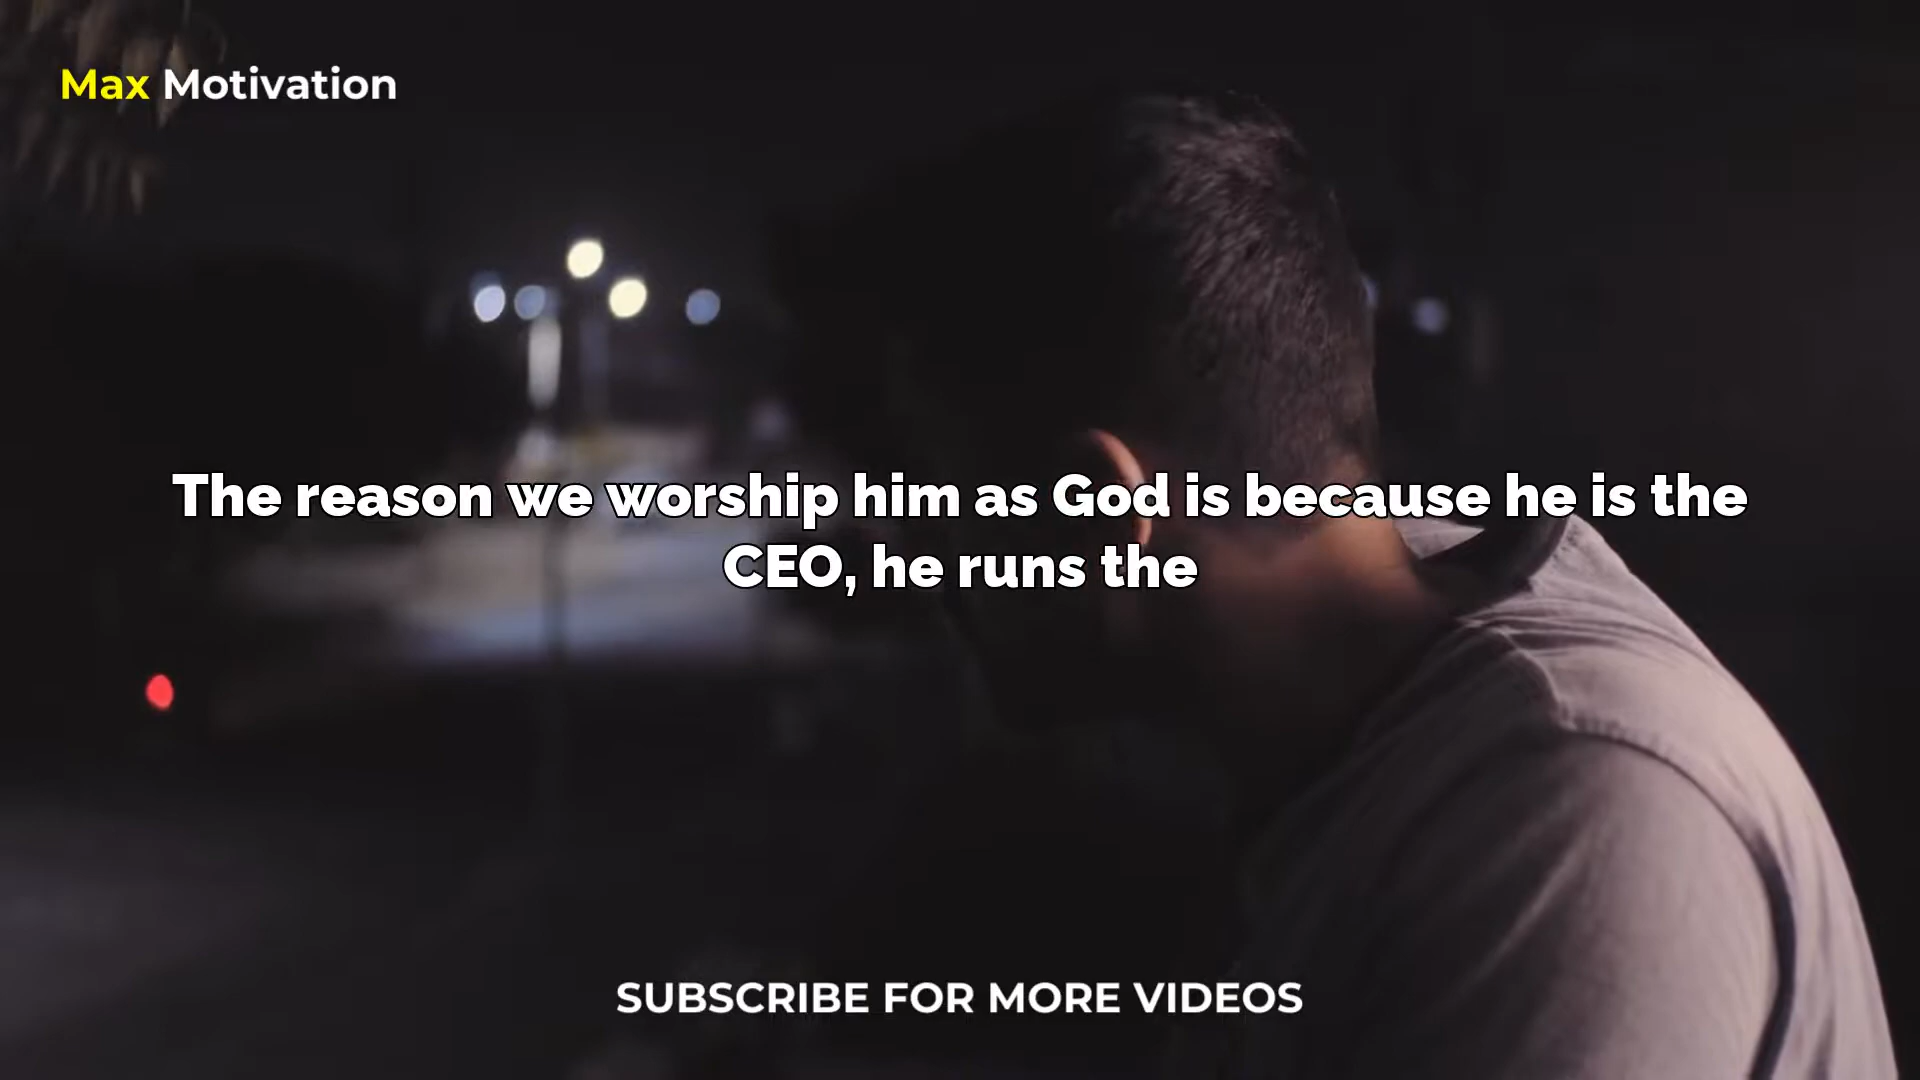 Max Motivation
The reason we worship him as God is because he is the
CEO, he runs the
SUBSCRIBE FOR MORE VIDEOS